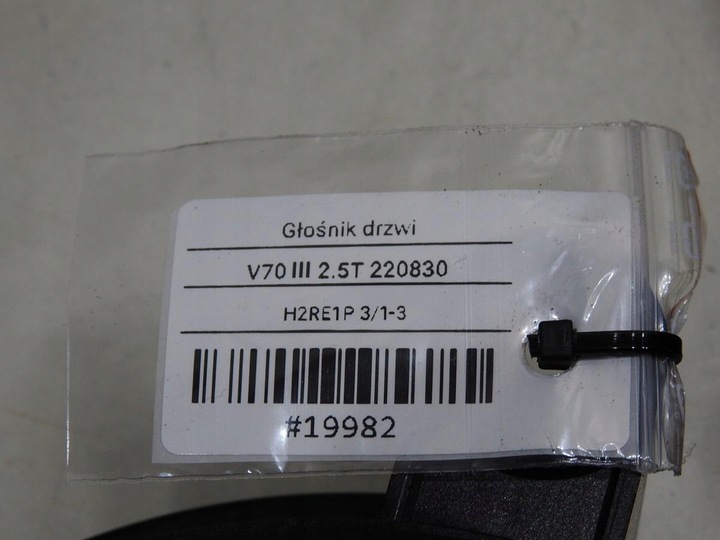 Głośnik drzwi
V70 III 2.5T 220830
H2RE1P 3/1-3
#19982